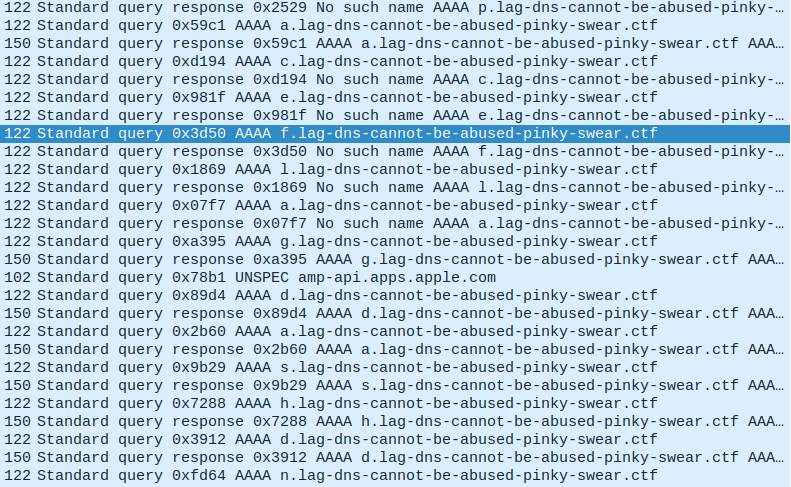 122 Standard query response 0x2529 No such name AAAA p.lag-dns-cannot-be-abused-pinky-…
122 Standard query 0x59c1 AAAA a.lag-dns-cannot-be-abused-pinky-swear.ctf
150 Standard query response 0x59c1 AAAA a.lag-dns-cannot-be-abused-pinky-swear.ctf AAA…
122 Standard query 0xd194 AAAA c.lag-dns-cannot-be-abused-pinky-swear.ctf
122 Standard query response 0xd194 No such name AAAA c.lag-dns-cannot-be-abused-pinky-…
122 Standard query 0x981f AAAA e.lag-dns-cannot-be-abused-pinky-swear.ctf
122 Standard query response 0x981f No such name AAAA e.lag-dns-cannot-be-abused-pinky-…
122 Standard query 0x3d50 AAAA f.lag-dns-cannot-be-abused-pinky-swear.ctf
122 Standard query response 0x3d50 No such name AAAA f.lag-dns-cannot-be-abused-pinky-…
122 Standard query 0x1869 AAAA l.lag-dns-cannot-be-abused-pinky-swear.ctf
122 Standard query response 0x1869 No such name AAAA l.lag-dns-cannot-be-abused-pinky-…
122 Standard query 0x07f7 AAAA a.lag-dns-cannot-be-abused-pinky-swear.ctf
122 Standard query response 0x07f7 No such name AAAA a.lag-dns-cannot-be-abused-pinky-…
122 Standard query 0xa395 AAAA g.lag-dns-cannot-be-abused-pinky-swear.ctf
150 Standard query response 0xa395 AAAA g.lag-dns-cannot-be-abused-pinky-swear.ctf AAA…
102 Standard query 0x78b1 UNSPEC amp-api.apps.apple.com
122 Standard query 0x89d4 AAAA d.lag-dns-cannot-be-abused-pinky-swear.ctf
150 Standard query response 0x89d4 AAAA d.lag-dns-cannot-be-abused-pinky-swear.ctf AAA…
122 Standard query 0x2b60 AAAA a.lag-dns-cannot-be-abused-pinky-swear.ctf
150 Standard query response 0x2b60 AAAA a.lag-dns-cannot-be-abused-pinky-swear.ctf AAA…
122 Standard query 0x9b29 AAAA s.lag-dns-cannot-be-abused-pinky-swear.ctf
150 Standard query response 0x9b29 AAAA s.lag-dns-cannot-be-abused-pinky-swear.ctf AAA…
122 Standard query 0x7288 AAAA h.lag-dns-cannot-be-abused-pinky-swear.ctf
150 Standard query response 0x7288 AAAA h.lag-dns-cannot-be-abused-pinky-swear.ctf AAA…
122 Standard query 0x3912 AAAA d.lag-dns-cannot-be-abused-pinky-swear.ctf
150 Standard query response 0x3912 AAAA d.lag-dns-cannot-be-abused-pinky-swear.ctf AAA…
122 Standard query 0xfd64 AAAA n.lag-dns-cannot-be-abused-pinky-swear.ctf